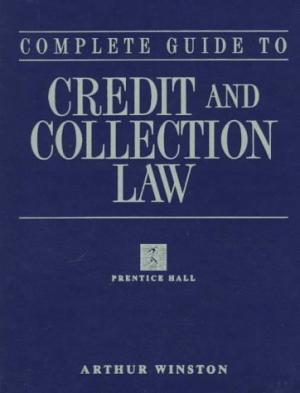 COMPLETE GUIDE TO
CREDIT AND
COLLECTION
LAW
PRENTICE HALL
ARTHUR WINSTON